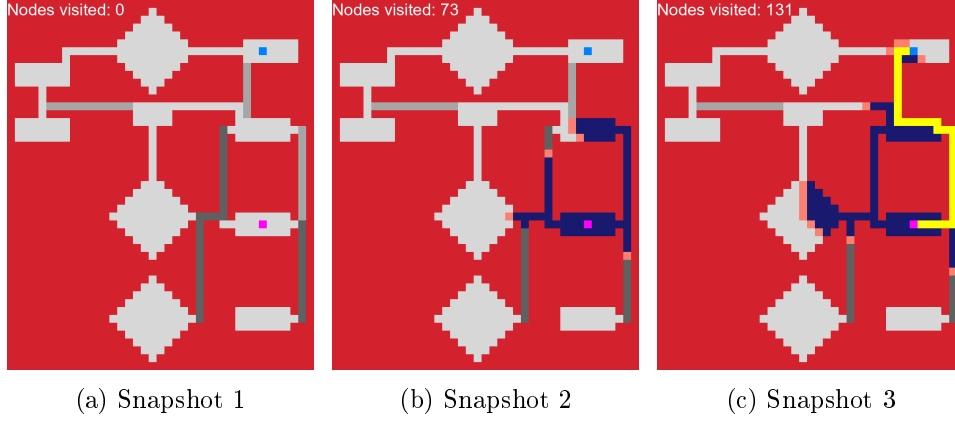 Nodes visited: 0
Nodes visited: 73
Nodes visited: 131
(a) Snapshot 1
(b) Snapshot 2
(c) Snapshot 3